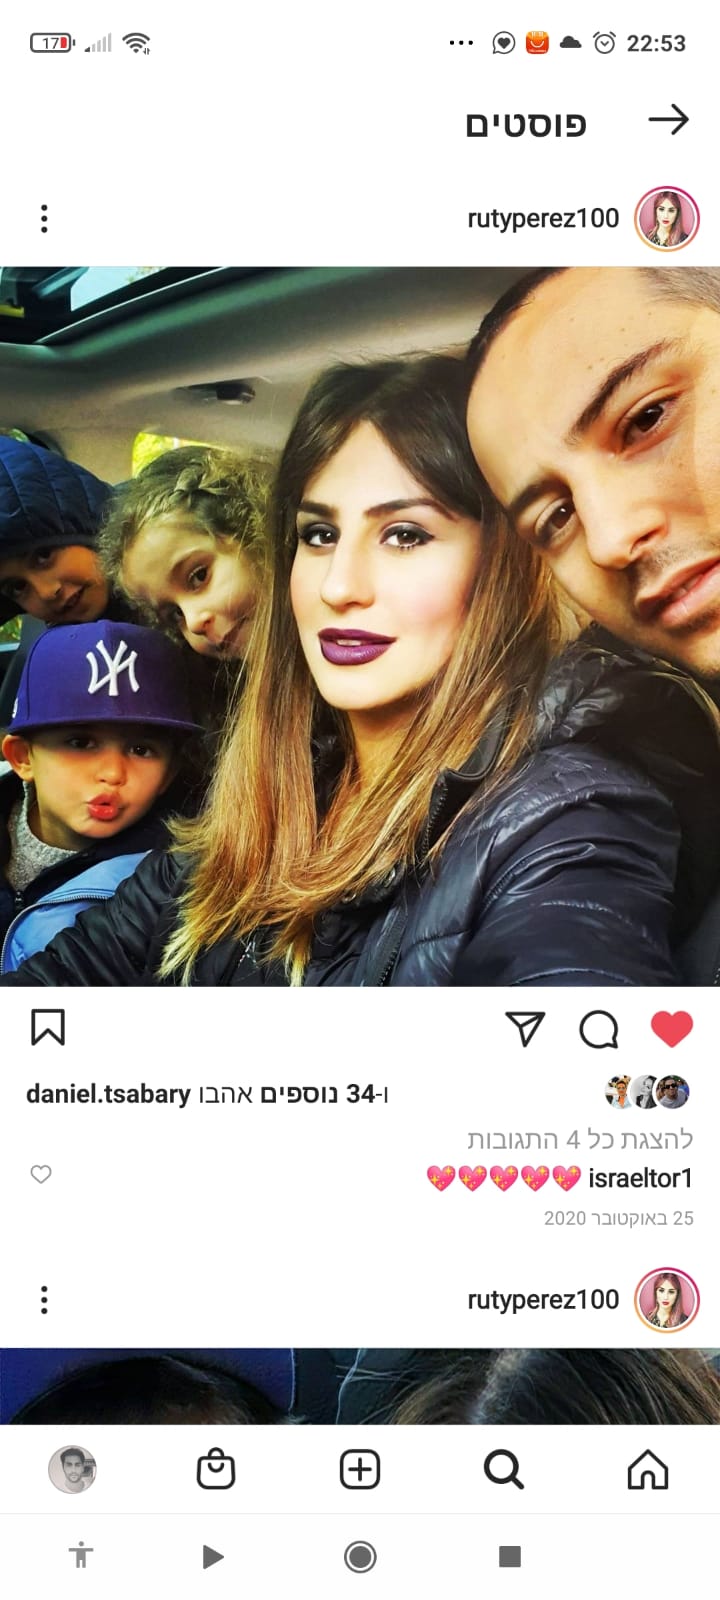 17
22:53
פוסטים
rutyperez100
NY
daniel.tsabary ו-34 נוספים אהבו
להצגת כל 4 התגובות
israeltor1 💖💖💖💖💖
25 באוקטובר 2020
rutyperez100